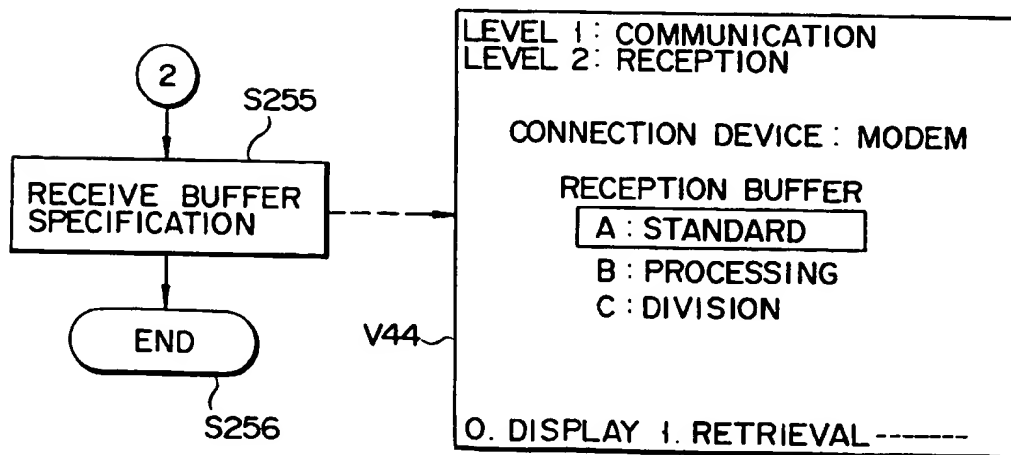 2
S255
RECEIVE BUFFER
SPECIFICATION
END
S256
LEVEL 1: COMMUNICATION
LEVEL 2: RECEPTION
CONNECTION DEVICE: MODEM
RECEPTION BUFFER
A: STANDARD
B: PROCESSING
C: DIVISION
V44
0. DISPLAY 1. RETRIEVAL -------